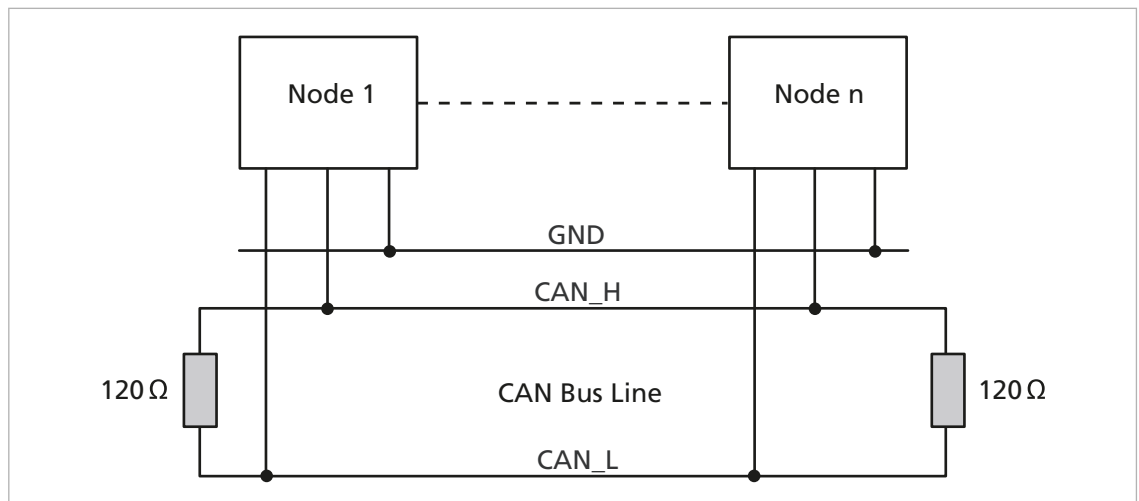 Node 1
Node n
GND
CAN_H
120 Ω
CAN Bus Line
120 Ω
CAN_L